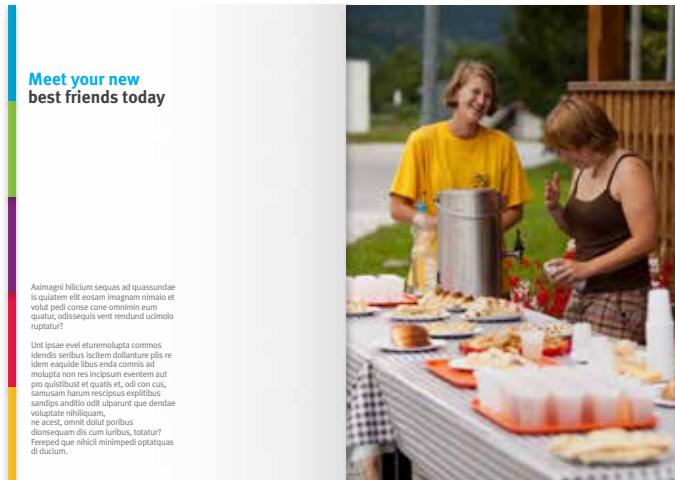 Meet your new
best friends today
Aximagni hilicium sequas ad quassundae
is quiatem elit eosam imagnam nimaio et
volut pedi conse cone omnimin eum
quatur, odissequis vent rendund ucimolo
ruptatur?
Unt ipsae evel eturemolupta commos
idendis seribus iscitem dollanture plis re
idem eaquide libus enda comnis ad
molupta non res incipsum eventem aut
pro quistibust et quatis et, odi con cus,
samusam harum rescipsus explitibus
sandips anditio odit ulparunt que dendae
voluptate nihiliquam,
ne acest, omnit dolut poribus
dionsequam dis cum iuribus, totatur?
Fereped que nihicil minimpedi optatquas
di ducium.